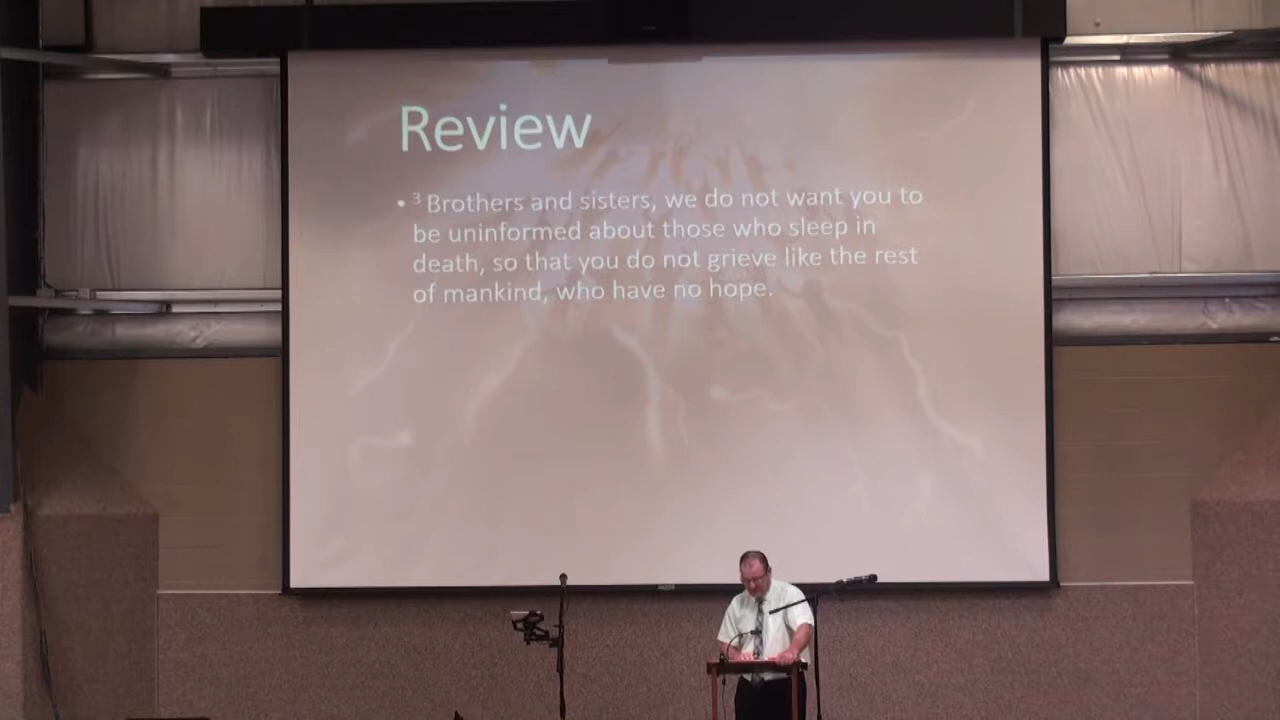 Review
• ³ Brothers and sisters, we do not want you to
be uninformed about those who sleep in
death, so that you do not grieve like the rest
of mankind, who have no hope.